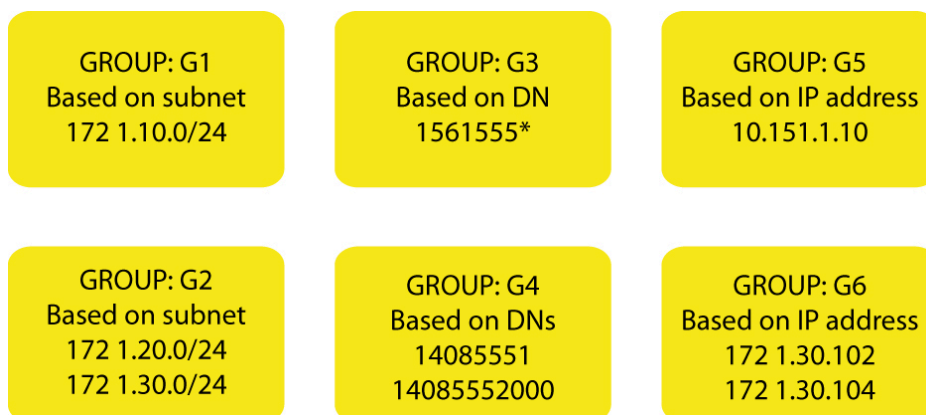 GROUP: G1
Based on subnet
172 1.10.0/24
GROUP: G3
Based on DN
1561555*
GROUP: G5
Based on IP address
10.151.1.10
GROUP: G2
Based on subnet
172 1.20.0/24
172 1.30.0/24
GROUP: G4
Based on DNs
14085551
14085552000
GROUP: G6
Based on IP address
172 1.30.102
172 1.30.104